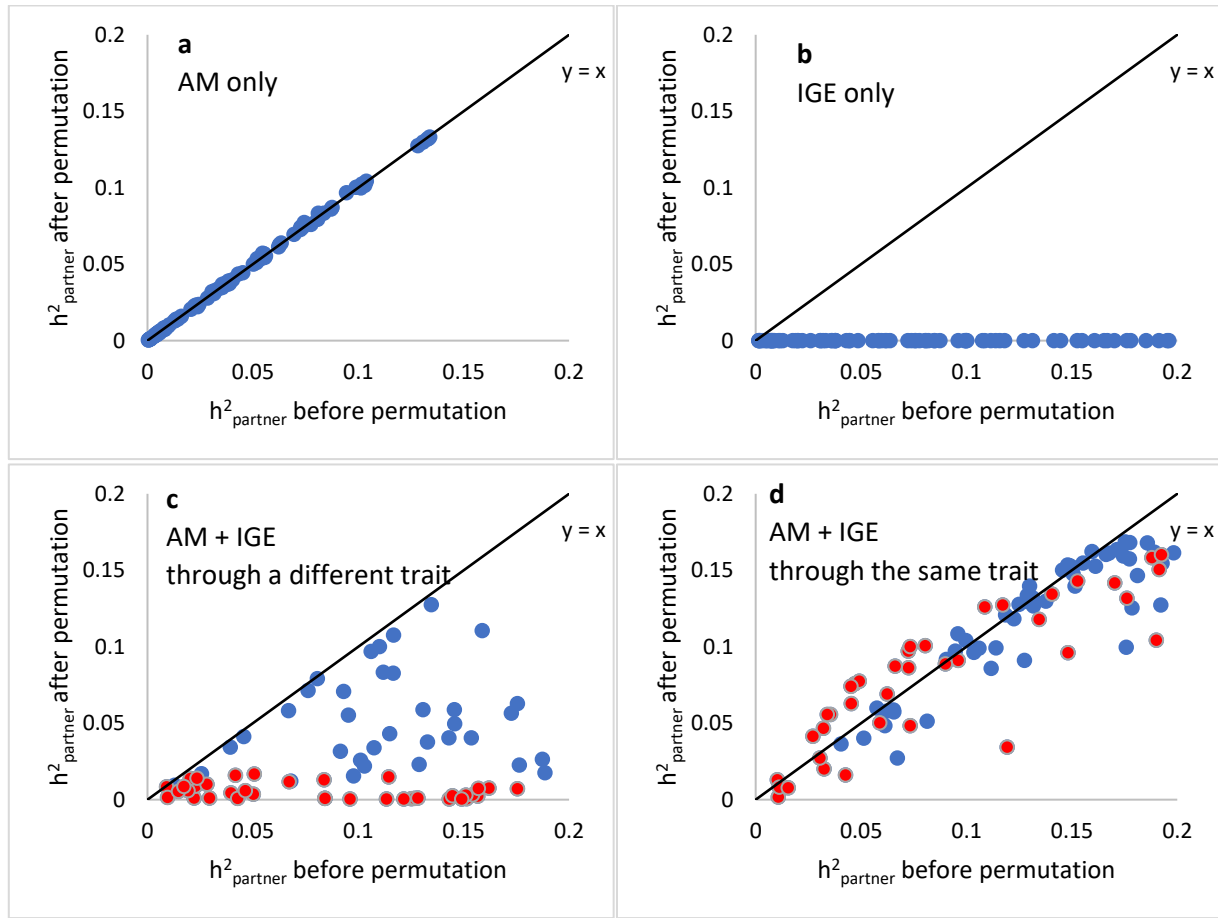 a
AM only
y = x
h²partner after permutation
0.2
0.15
0.1
0.05
0
0 0.05 0.1 0.15 0.2
h²partner before permutation
b
IGE only
y = x
h²partner after permutation
0.2
0.15
0.1
0.05
0
0 0.05 0.1 0.15 0.2
h²partner before permutation
c
AM + IGE
through a different trait
y = x
h²partner after permutation
0.2
0.15
0.1
0.05
0
0 0.05 0.1 0.15 0.2
h²partner before permutation
d
AM + IGE
through the same trait
y = x
h²partner after permutation
0.2
0.15
0.1
0.05
0
0 0.05 0.1 0.15 0.2
h²partner before permutation